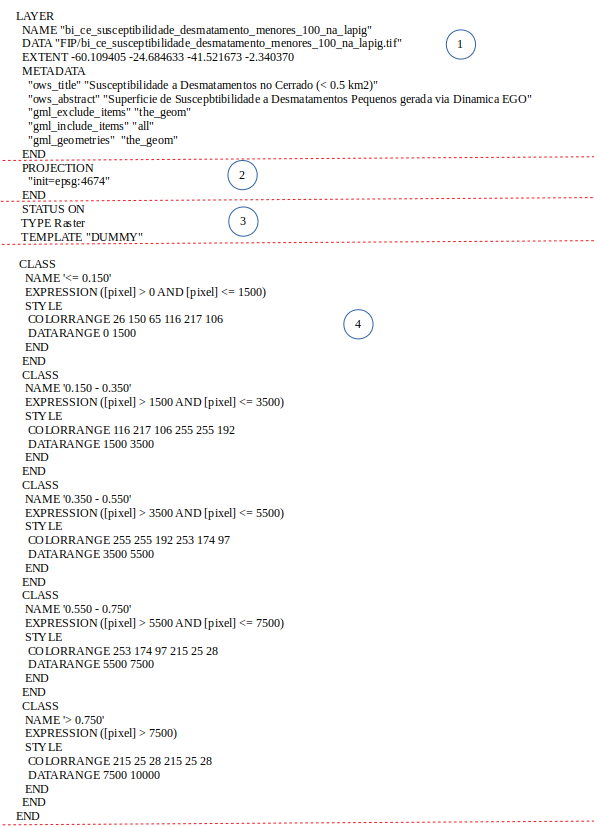 LAYER
NAME "bi_ce_susceptibilidade_desmatamento_menores_100_na_lapig"
DATA "FIP/bi_ce_susceptibilidade_desmatamento_menores_100_na_lapig.tif"
1
EXTENT -60.109405 -24.684633 -41.521673 -2.340370
METADATA
"ows_title" "Susceptibilidade a Desmatamentos no Cerrado (< 0.5 km2)"
"ows_abstract" "Superficie de Suscepbtibilidade a Desmatamentos Pequenos gerada via Dinamica EGO"
"gml_exclude_items" "the_geom"
"gml_include_items" "all"
"gml_geometries" "the_geom"
END
PROJECTION
2
"init=epsg:4674"
END
STATUS ON
TYPE Raster
3
TEMPLATE "DUMMY"
CLASS
NAME '<= 0.150'
EXPRESSION ([pixel] > 0 AND [pixel] <= 1500)
STYLE
COLORRANGE 26 150 65 116 217 106
4
DATARANGE 0 1500
END
END
CLASS
NAME '0.150 - 0.350'
EXPRESSION ([pixel] > 1500 AND [pixel] <= 3500)
STYLE
COLORRANGE 116 217 106 255 255 192
DATARANGE 1500 3500
END
END
CLASS
NAME '0.350 - 0.550'
EXPRESSION ([pixel] > 3500 AND [pixel] <= 5500)
STYLE
COLORRANGE 255 255 192 253 174 97
DATARANGE 3500 5500
END
END
CLASS
NAME '0.550 - 0.750'
EXPRESSION ([pixel] > 5500 AND [pixel] <= 7500)
STYLE
COLORRANGE 253 174 97 215 25 28
DATARANGE 5500 7500
END
END
CLASS
NAME '> 0.750'
EXPRESSION ([pixel] > 7500)
STYLE
COLORRANGE 215 25 28 215 25 28
DATARANGE 7500 10000
END
END
END